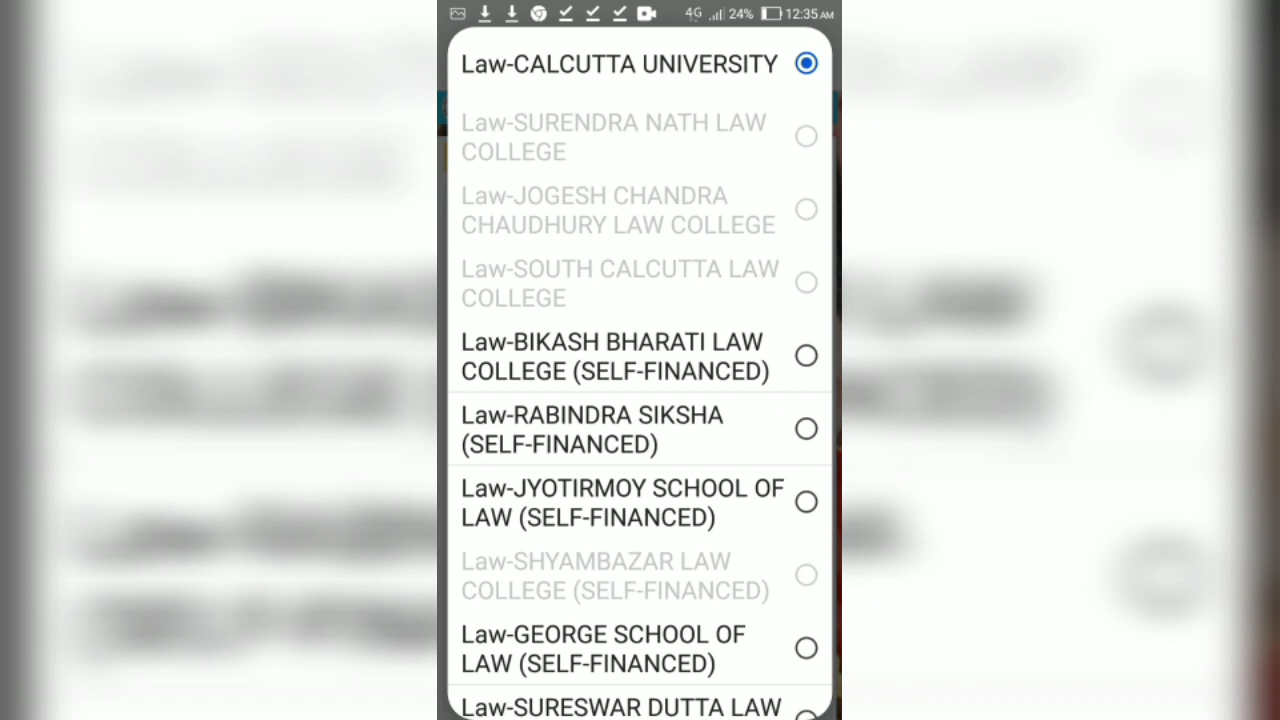 4G 24% 12:35 AM
Law-CALCUTTA UNIVERSITY
Law-SURENDRA NATH LAW
COLLEGE
Law-JOGESH CHANDRA
CHAUDHURY LAW COLLEGE
Law-SOUTH CALCUTTA LAW
COLLEGE
Law-BIKASH BHARATI LAW
COLLEGE (SELF-FINANCED)
Law-RABINDRA SIKSHA
(SELF-FINANCED)
Law-JYOTIRMOY SCHOOL OF
LAW (SELF-FINANCED)
Law-SHYAMBAZAR LAW
COLLEGE (SELF-FINANCED)
Law-GEORGE SCHOOL OF
LAW (SELF-FINANCED)
Law-SURESWAR DUTTA LAW